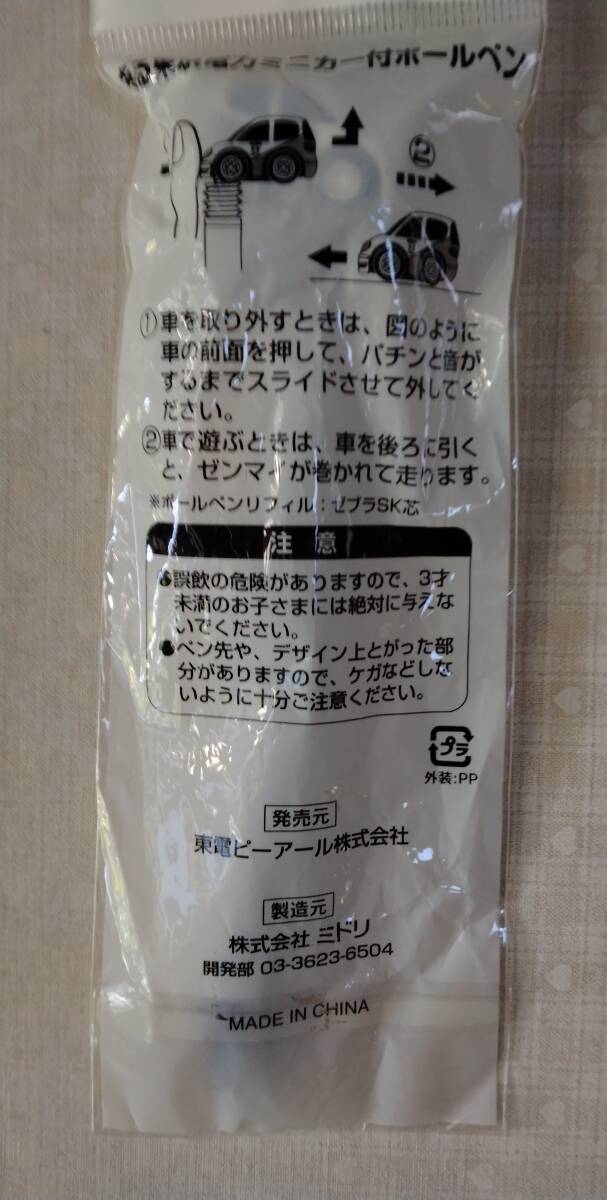 東京電力ミニカー付ボールペン
②
①車を取り外すときは、図のように
車の前面を押して、パチンと音が
するまでスライドさせて外してく
ださい。
②車で遊ぶときは、車を後ろに引く
と、ゼンマイが巻かれて走ります。
※ボールペンリフィル:ゼブラSK芯
注意
●誤飲の危険がありますので、3才
未満のお子さまには絶対に与えな
いでください。
●ペン先や、デザイン上とがった部
分がありますので、ケガなどしな
いように十分ご注意ください。
プラ
外装:PP
発売元
東電ピーアール株式会社
製造元
株式会社 ミドリ
開発部 03-3623-6504
MADE IN CHINA